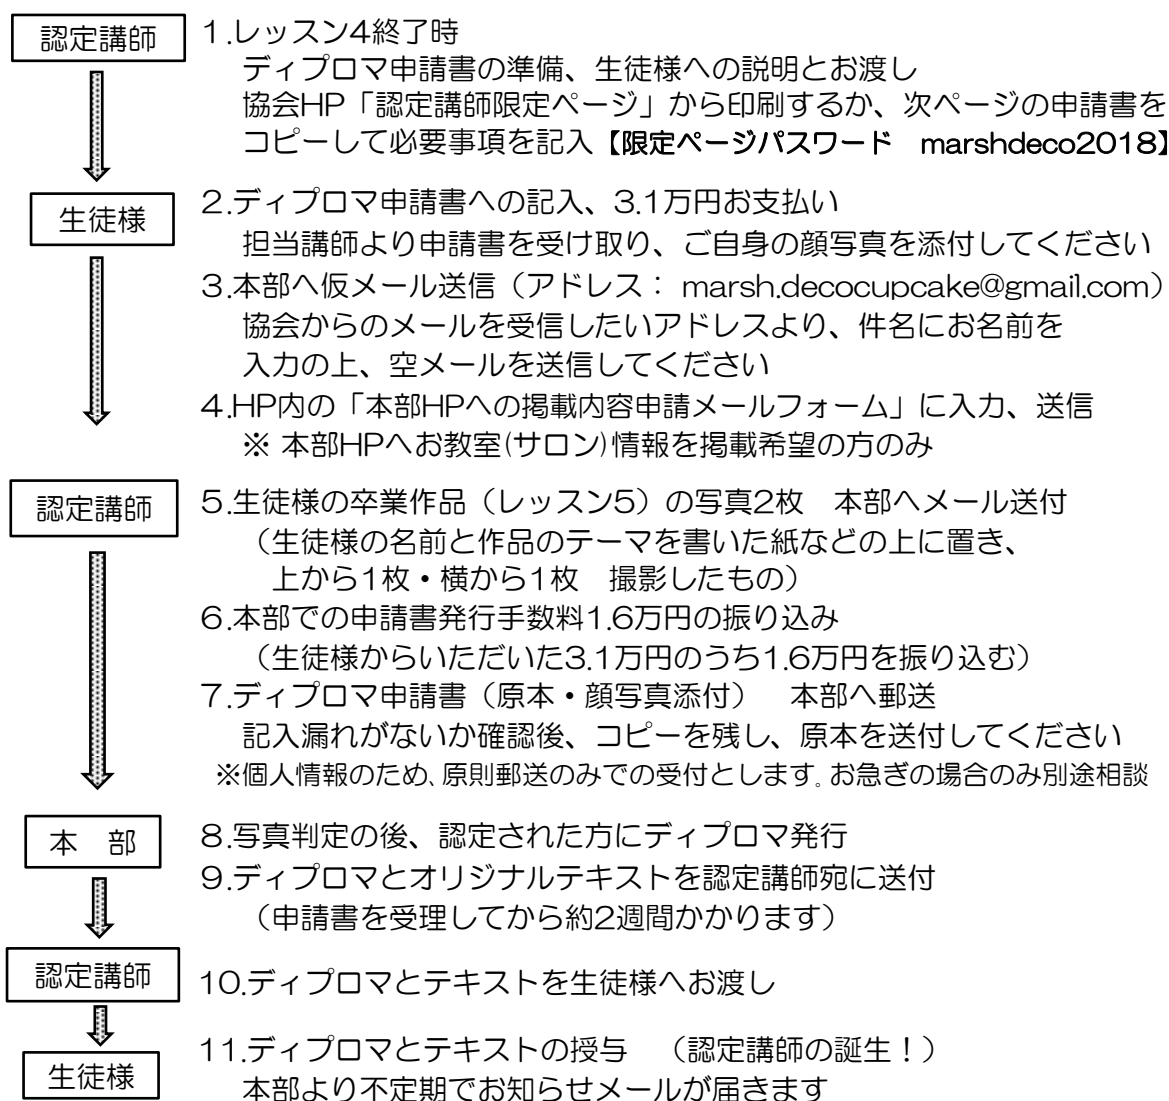 認定講師
1.レッスン4終了時
ディプロマ申請書の準備、生徒様への説明とお渡し
協会HP「認定講師限定ページ」から印刷するか、次ページの申請書を
コピーして必要事項を記入【限定ページパスワード　marshdeco2018】
生徒様
2.ディプロマ申請書への記入、3.1万円お支払い
担当講師より申請書を受け取り、ご自身の顔写真を添付してください
3.本部へ仮メール送信（アドレス： marsh.decocupcake@gmail.com）
協会からのメールを受信したいアドレスより、件名にお名前を
入力の上、空メールを送信してください
4.HP内の「本部HPへの掲載内容申請メールフォーム」に入力、送信
※ 本部HPへお教室(サロン)情報を掲載希望の方のみ
認定講師
5.生徒様の卒業作品（レッスン5）の写真2枚　本部へメール送付
（生徒様の名前と作品のテーマを書いた紙などの上に置き、
上から1枚・横から1枚　撮影したもの）
6.本部での申請書発行手数料1.6万円の振り込み
（生徒様からいただいた3.1万円のうち1.6万円を振り込む）
7.ディプロマ申請書（原本・顔写真添付）　本部へ郵送
記入漏れがないか確認後、コピーを残し、原本を送付してください
※個人情報のため、原則郵送のみでの受付とします。お急ぎの場合のみ別途相談
本　部
8.写真判定の後、認定された方にディプロマ発行
9.ディプロマとオリジナルテキストを認定講師宛に送付
（申請書を受理してから約2週間かかります）
認定講師
10.ディプロマとテキストを生徒様へお渡し
生徒様
11.ディプロマとテキストの授与　（認定講師の誕生！）
本部より不定期でお知らせメールが届きます